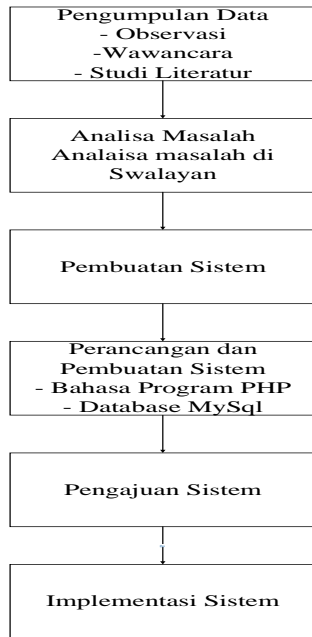 Pengumpulan Data
- Observasi
-Wawancara
- Studi Literatur
Analisa Masalah
Analaisa masalah di
Swalayan
Pembuatan Sistem
Perancangan dan
Pembuatan Sistem
- Bahasa Program PHP
- Database MySql
Pengajuan Sistem
Implementasi Sistem